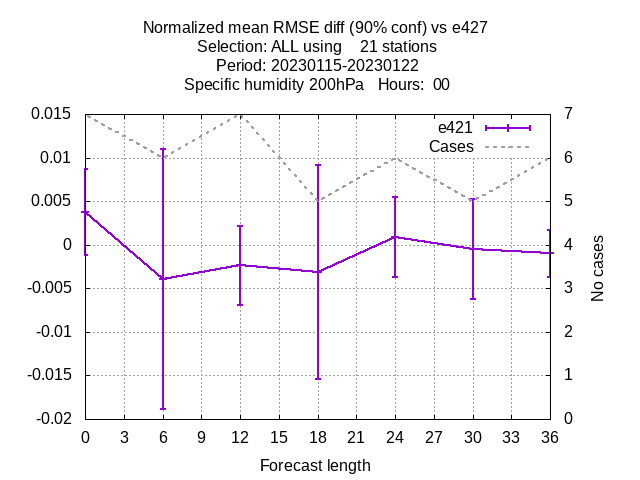 Normalized mean RMSE diff (90% conf) vs e427
Selection: ALL using    21 stations
Period: 20230115-20230122
Specific humidity 200hPa   Hours:  00
e421
Cases
0.015
0.01
0.005
0
-0.005
-0.01
-0.015
-0.02
7
6
5
4
3
2
1
0
No cases
0 3 6 9 12 15 18 21 24 27 30 33 36
Forecast length